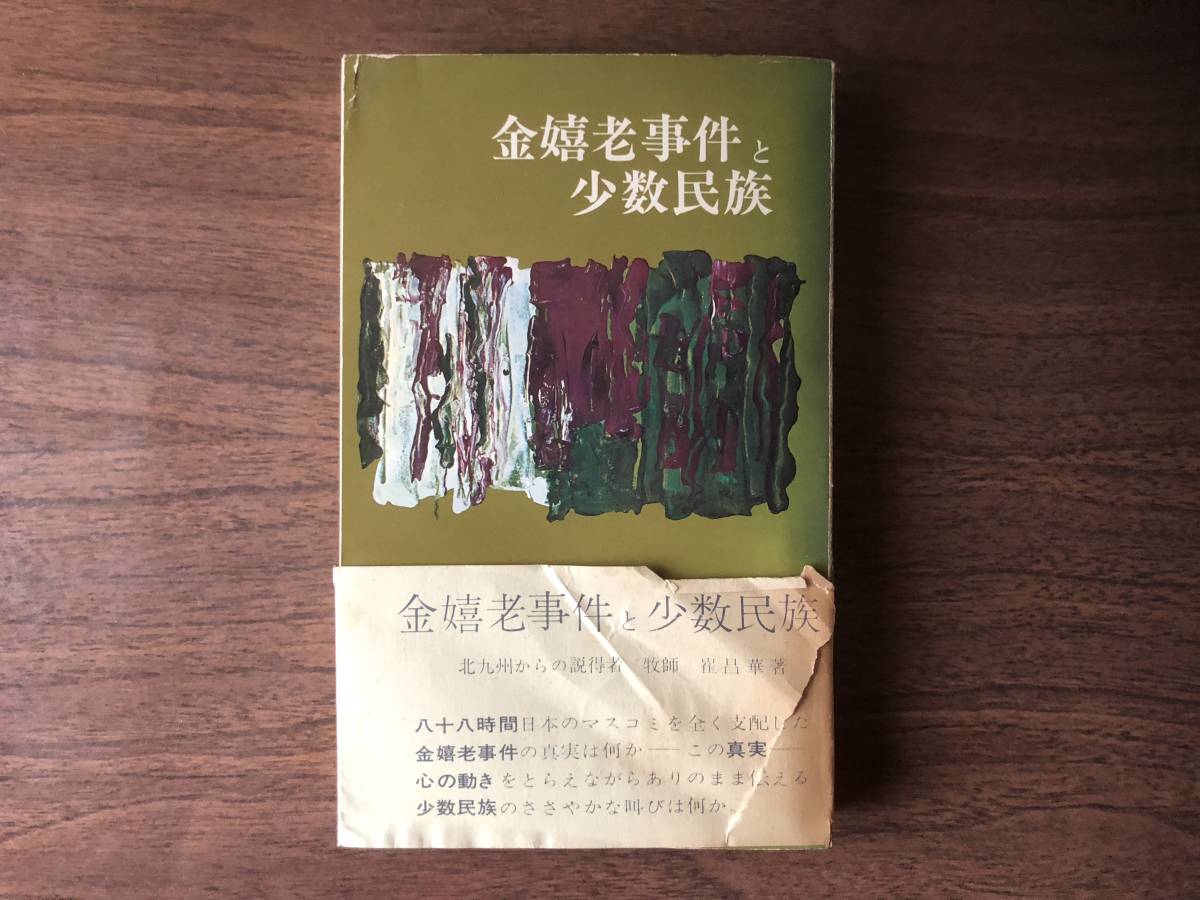 金嬉老事件と
少数民族
金嬉老事件と少数民族
北九州からの説得者 牧師 崔昌華著
八十八時間日本のマスコミを全く支配した
金嬉老事件の真実は何か──この真実──
心の動きをとらえながらありのまま伝える
少数民族のささやかな叫びは何か。